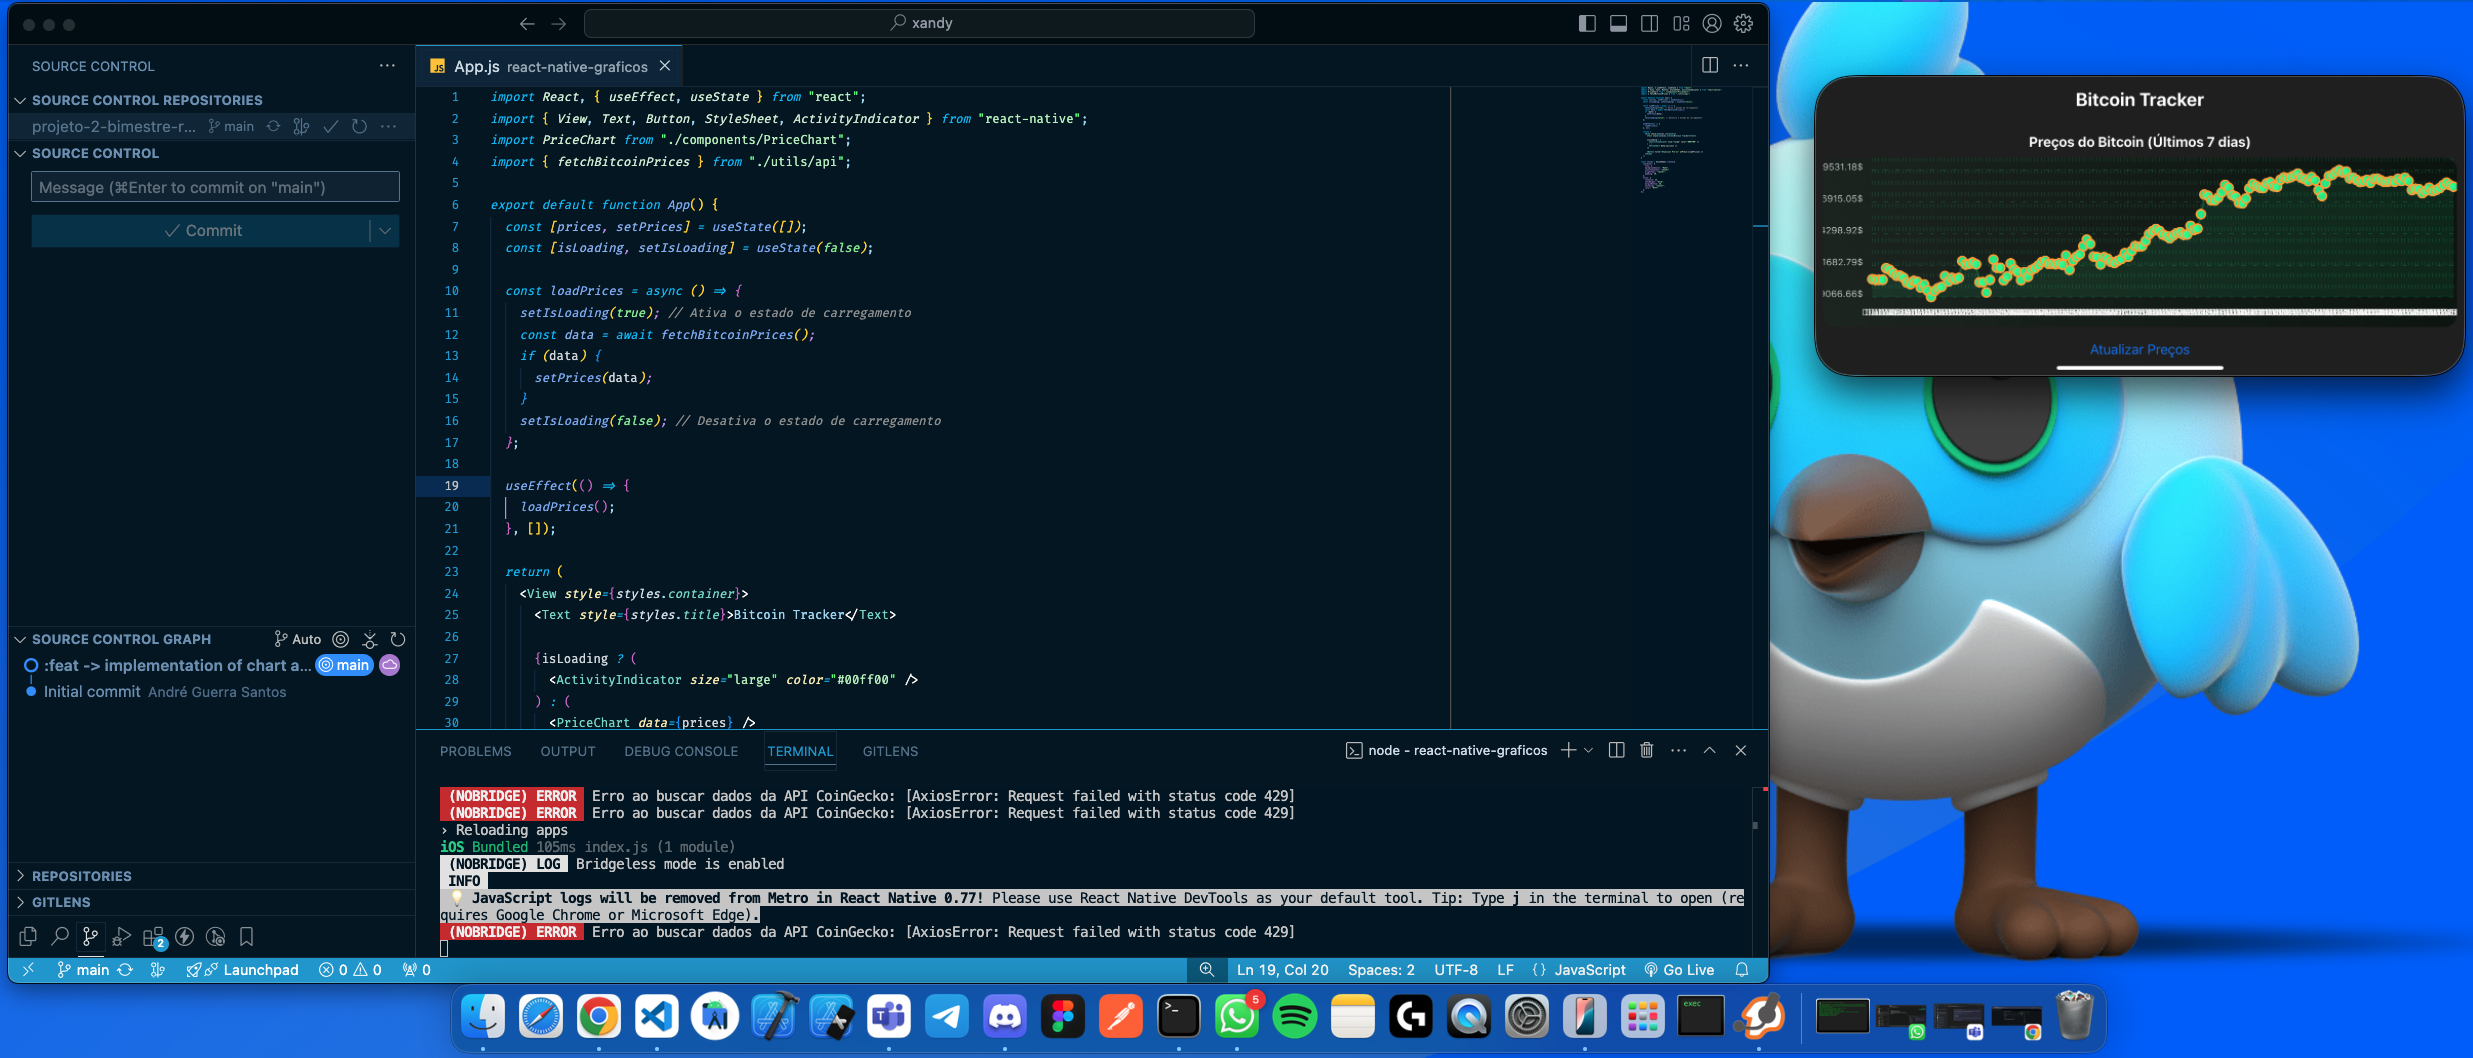 xandy
SOURCE CONTROL
SOURCE CONTROL REPOSITORIES
projeto-2-bimestre-r... main
SOURCE CONTROL
Message (⌘Enter to commit on "main")
Commit
SOURCE CONTROL GRAPH
Auto
:feat -> implementation of chart a... main
Initial commit André Guerra Santos
REPOSITORIES
GITLENS
2
JS App.js react-native-graficos
1 import React, { useEffect, useState } from "react";
2 import { View, Text, Button, StyleSheet, ActivityIndicator } from "react-native";
3 import PriceChart from "./components/PriceChart";
4 import { fetchBitcoinPrices } from "./utils/api";
5
6 export default function App() {
7 const [prices, setPrices] = useState([]);
8 const [isLoading, setIsLoading] = useState(false);
9
10 const loadPrices = async () => {
11 setIsLoading(true); // Ativa o estado de carregamento
12 const data = await fetchBitcoinPrices();
13 if (data) {
14 setPrices(data);
15 }
16 setIsLoading(false); // Desativa o estado de carregamento
17 };
18
19 useEffect(() => {
20 loadPrices();
21 }, []);
22
23 return (
24 <View style={styles.container}>
25 <Text style={styles.title}>Bitcoin Tracker</Text>
26
27 {isLoading ? (
28 <ActivityIndicator size="large" color="#00ff00" />
29 ) : (
30 <PriceChart data={prices} />
PROBLEMS OUTPUT DEBUG CONSOLE TERMINAL GITLENS
node - react-native-graficos
(NOBRIDGE) ERROR Erro ao buscar dados da API CoinGecko: [AxiosError: Request failed with status code 429]
(NOBRIDGE) ERROR Erro ao buscar dados da API CoinGecko: [AxiosError: Request failed with status code 429]
› Reloading apps
iOS Bundled 105ms index.js (1 module)
(NOBRIDGE) LOG Bridgeless mode is enabled
INFO
💡 JavaScript logs will be removed from Metro in React Native 0.77! Please use React Native DevTools as your default tool. Tip: Type j in the terminal to open (re
quires Google Chrome or Microsoft Edge).
(NOBRIDGE) ERROR Erro ao buscar dados da API CoinGecko: [AxiosError: Request failed with status code 429]
main Launchpad 0 0 0
Ln 19, Col 20 Spaces: 2 UTF-8 LF {} JavaScript Go Live
Bitcoin Tracker
Preços do Bitcoin (Últimos 7 dias)
9531.18$
6915.05$
4298.92$
1682.79$
9066.66$
Atualizar Preços
5
exec